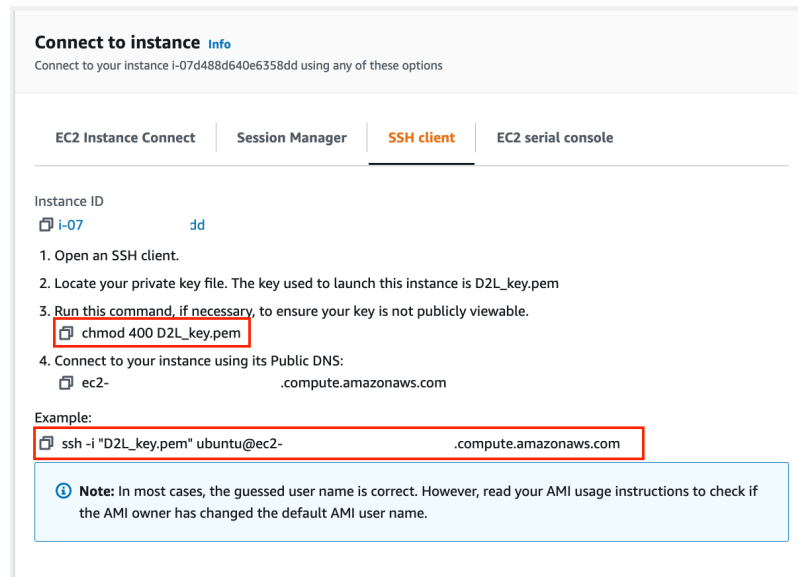 Connect to instance Info
Connect to your instance i-07d488d640e6358dd using any of these options
EC2 Instance Connect Session Manager SSH client EC2 serial console
Instance ID
i-07 dd
1. Open an SSH client.
2. Locate your private key file. The key used to launch this instance is D2L_key.pem
3. Run this command, if necessary, to ensure your key is not publicly viewable.
chmod 400 D2L_key.pem
4. Connect to your instance using its Public DNS:
ec2- .compute.amazonaws.com
Example:
ssh -i "D2L_key.pem" ubuntu@ec2- .compute.amazonaws.com
Note: In most cases, the guessed user name is correct. However, read your AMI usage instructions to check if
the AMI owner has changed the default AMI user name.